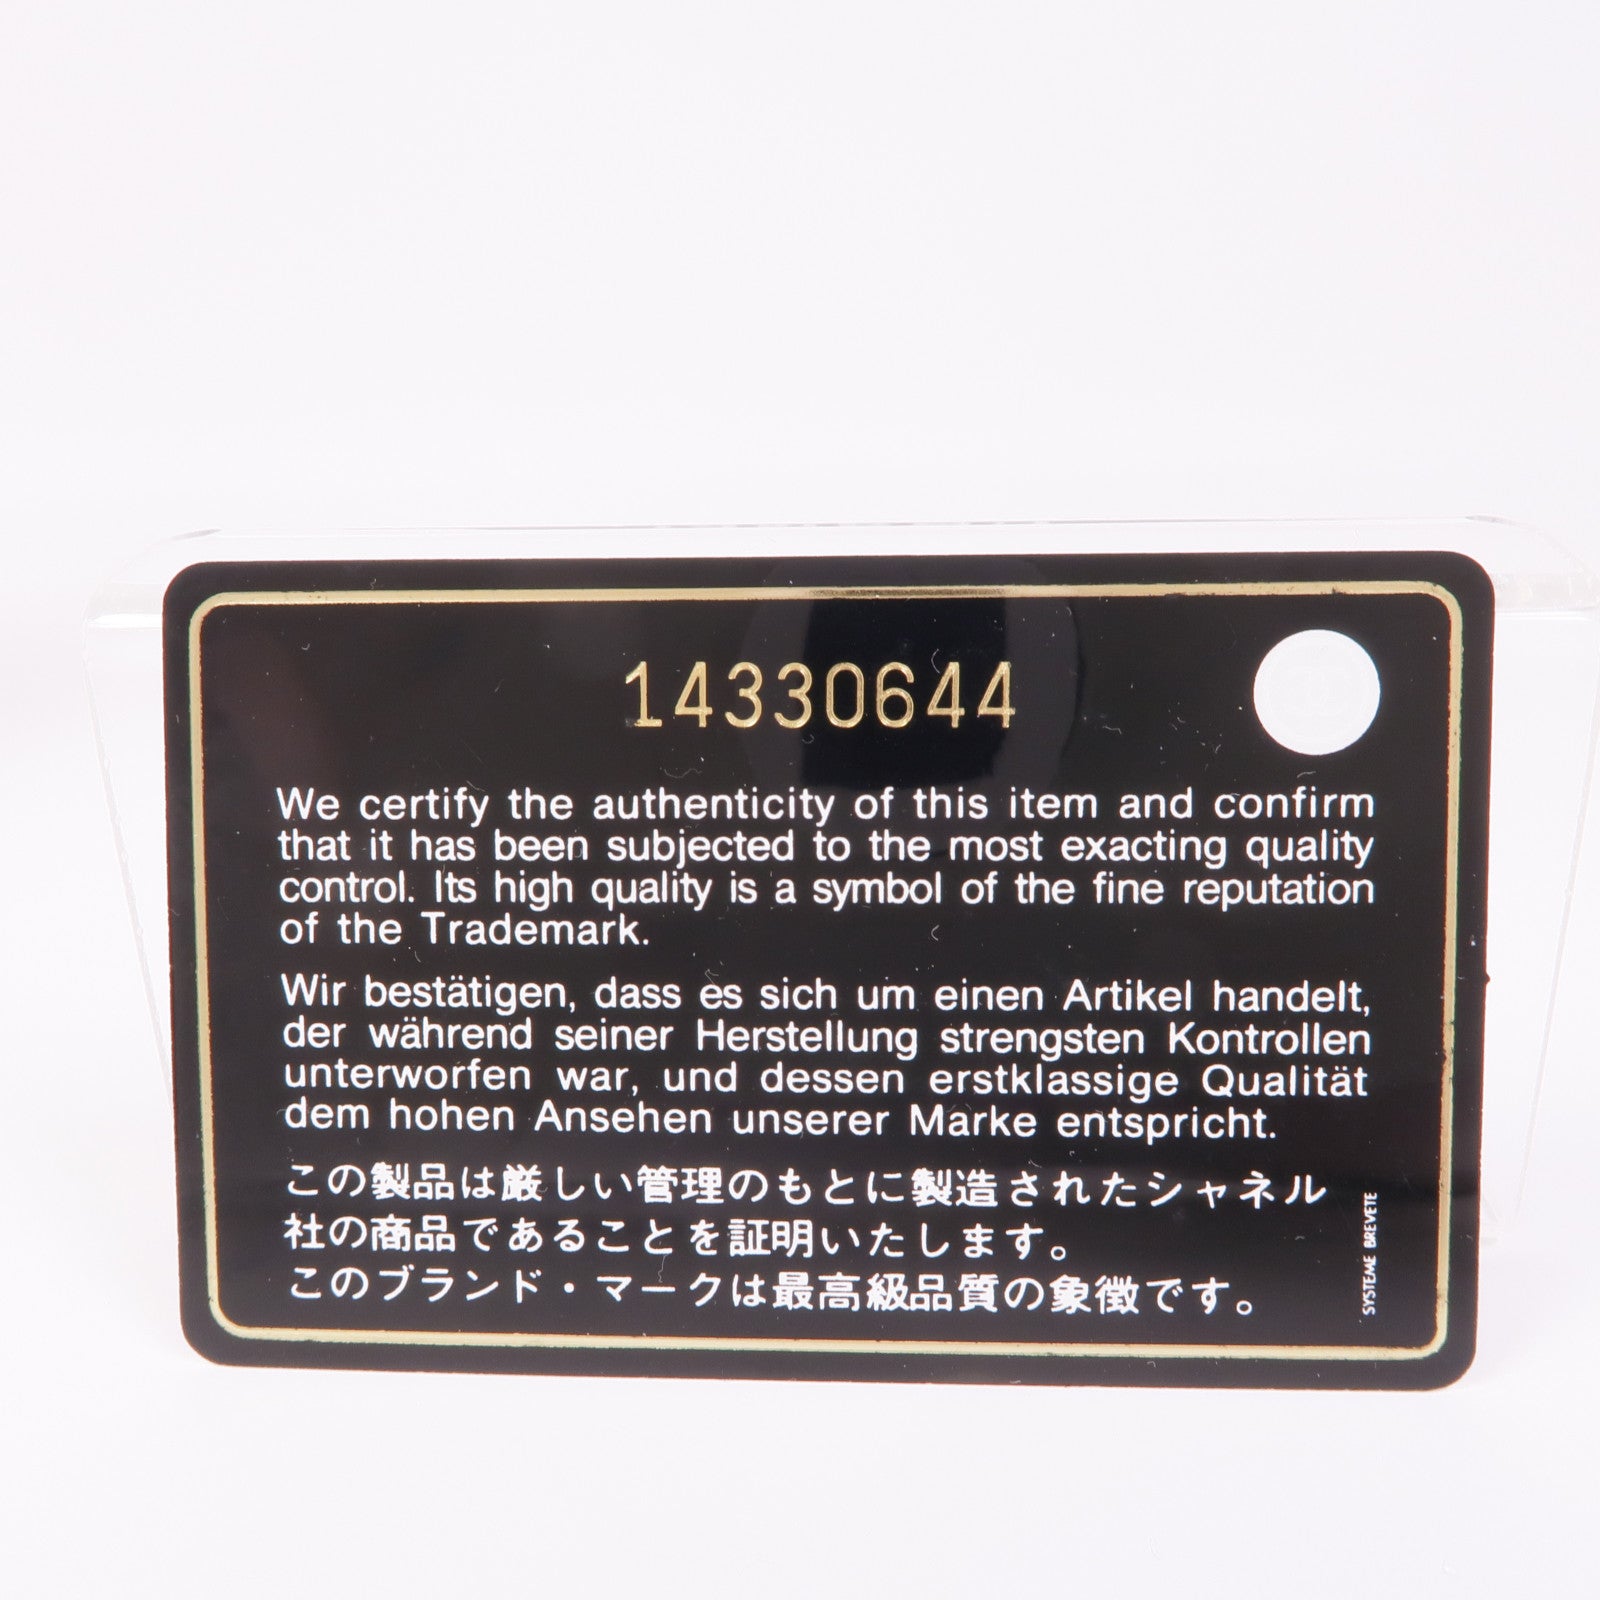 14330644
We certify the authenticity of this item and confirm
that it has been subjected to the most exacting quality
control. Its high quality is a symbol of the fine reputation
of the Trademark.
Wir bestätigen, dass es sich um einen Artikel handelt,
der während seiner Herstellung strengsten Kontrollen
unterworfen war, und dessen erstklassige Qualität
dem hohen Ansehen unserer Marke entspricht.
この製品は厳しい管理のもとに製造されたシャネル
社の商品であることを証明いたします。
このブランド・マークは最高級品質の象徴です。
SYSTEME BREVETE